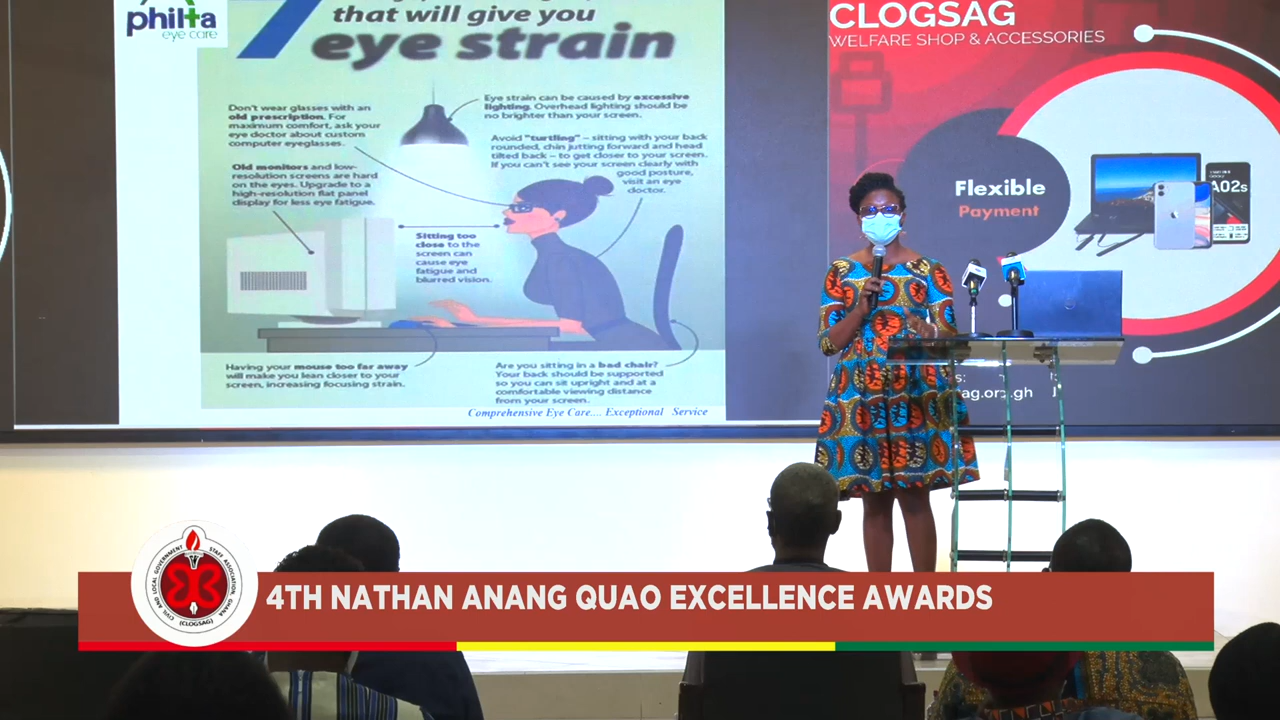 philta
eye care
that will give you
eye strain
Don't wear glasses with an
old prescription. For
maximum comfort, ask your
eye doctor about custom
computer eyeglasses.
Old monitors and low-
resolution screens are hard
on the eyes. Upgrade to a
high-resolution flat panel
display for less eye fatigue.
Eye strain can be caused by excessive
lighting. Overhead lighting should be
no brighter than your screen.
Avoid "turtling" – sitting with your back
rounded, chin jutting forward and head
tilted back – to get closer to your screen.
If you can't see your screen clearly with
good posture,
visit an eye
doctor.
Sitting too
close to the
screen can
cause eye
fatigue and
blurred vision.
Having your mouse too far away
will make you lean closer to your
screen, increasing focusing strain.
Are you sitting in a bad chair?
Your back should be supported
so you can sit upright and at a
comfortable viewing distance
from your screen.
Comprehensive Eye Care.... Exceptional Service
CLOGSAG
WELFARE SHOP & ACCESSORIES
Flexible
Payment
A02s
ag.org.gh
CIVIL AND LOCAL GOVERNMENT STAFF ASSOCIATION, GHANA
(CLOGSAG)
4TH NATHAN ANANG QUAO EXCELLENCE AWARDS